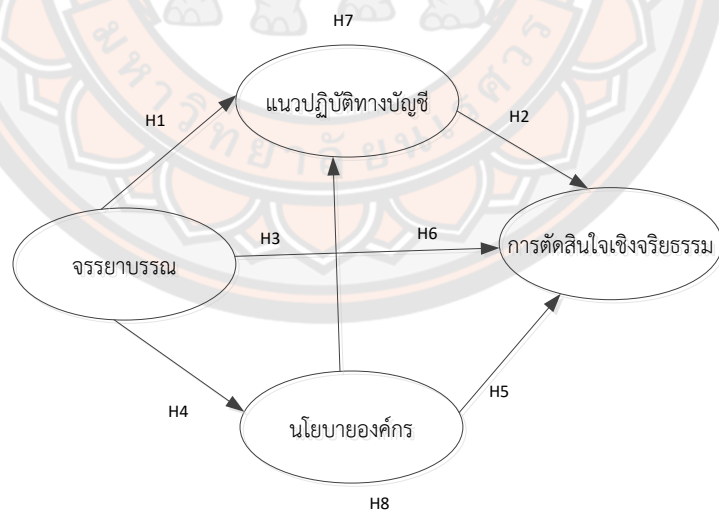 H7
แนวปฏิบัติทางบัญชี
H1
H2
H3
H6
การตัดสินใจเชิงจริยธรรม
จรรยาบรรณ
H4
H5
นโยบายองค์กร
H8